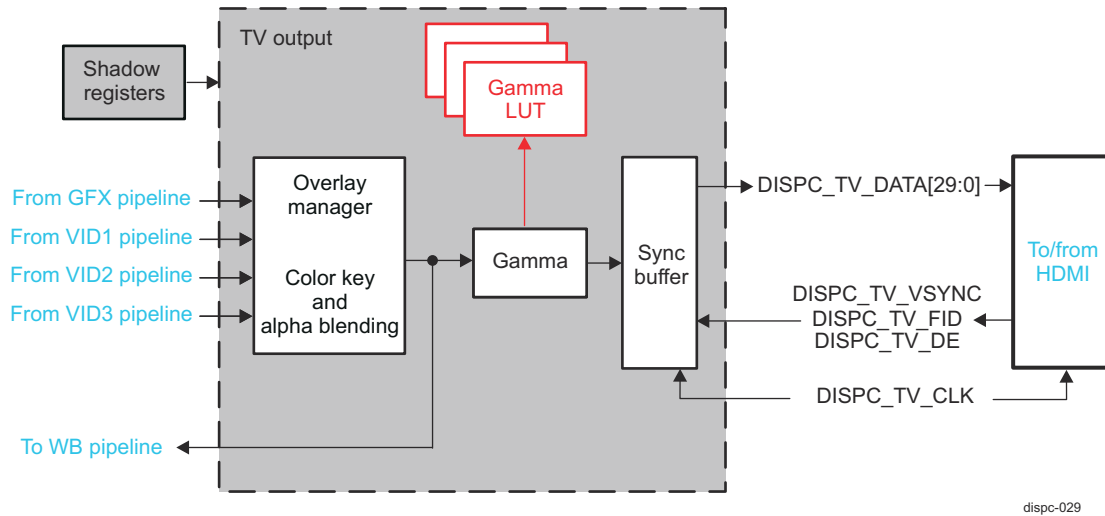 TV output
Shadow
registers
Gamma
LUT
Overlay
manager
Color key
and
alpha blending
From GFX pipeline
From VID1 pipeline
From VID2 pipeline
From VID3 pipeline
To WB pipeline
Gamma
Sync
buffer
DISPC_TV_DATA[29:0]
DISPC_TV_VSYNC
DISPC_TV_FID
DISPC_TV_DE
DISPC_TV_CLK
To/from
HDMI
dispc-029